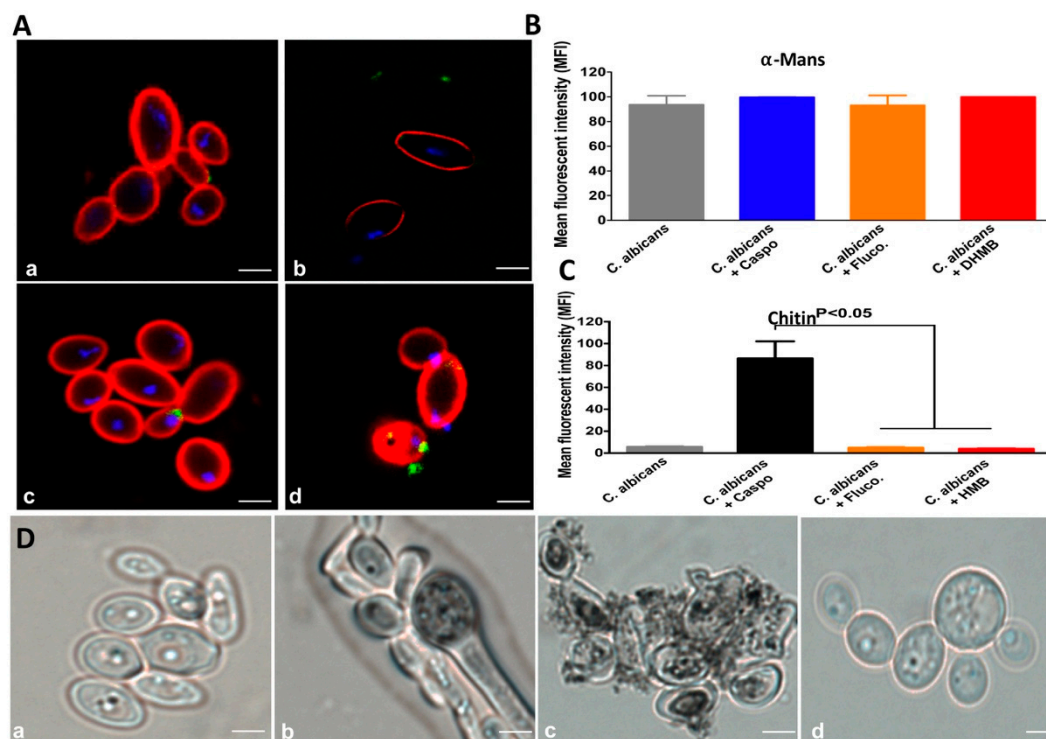 A
a
b
c
d
B
α-Mans
Mean fluorescent intensity (MFI)
120
100
80
60
40
20
0
C. albicans
C. albicans
+ Caspo
C. albicans
+ Fluco.
C. albicans
+ DHMB
C
Chitin P<0.05
Mean fluorescent intensity (MFI)
120
100
80
60
40
20
0
C. albicans
C. albicans
+ Caspo
C. albicans
+ Fluco.
C. albicans
+ HMB
D
a
b
c
d